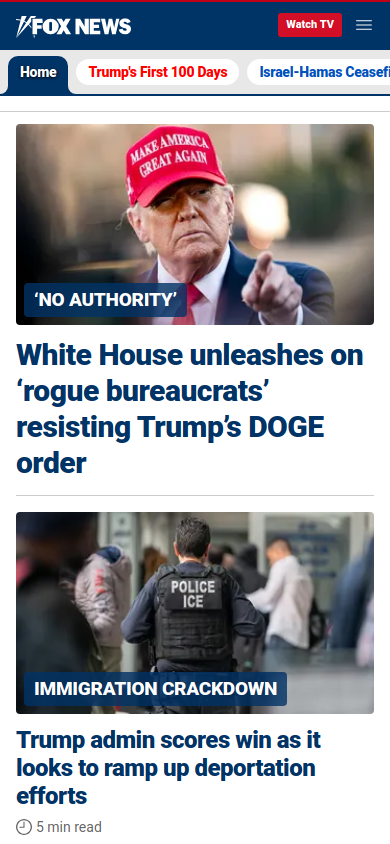 FOX NEWS
Watch TV
Home
Trump's First 100 Days
Israel-Hamas Ceasefi
MAKE AMERICA
GREAT AGAIN
‘NO AUTHORITY’
White House unleashes on
‘rogue bureaucrats’
resisting Trump’s DOGE
order
POLICE
ICE
IMMIGRATION CRACKDOWN
Trump admin scores win as it
looks to ramp up deportation
efforts
5 min read